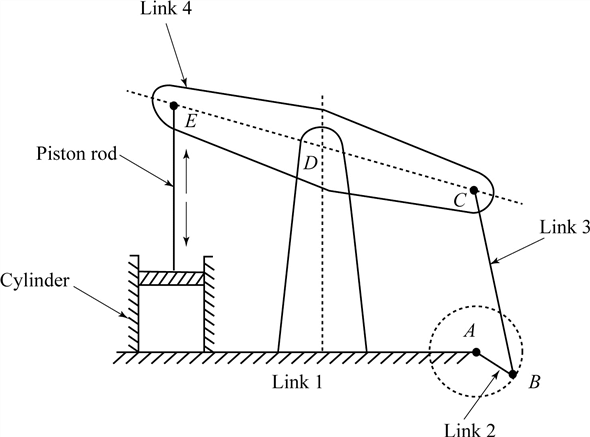 Link 4
E
Piston rod
D
C
Link 3
Cylinder
A
Link 1
B
Link 2